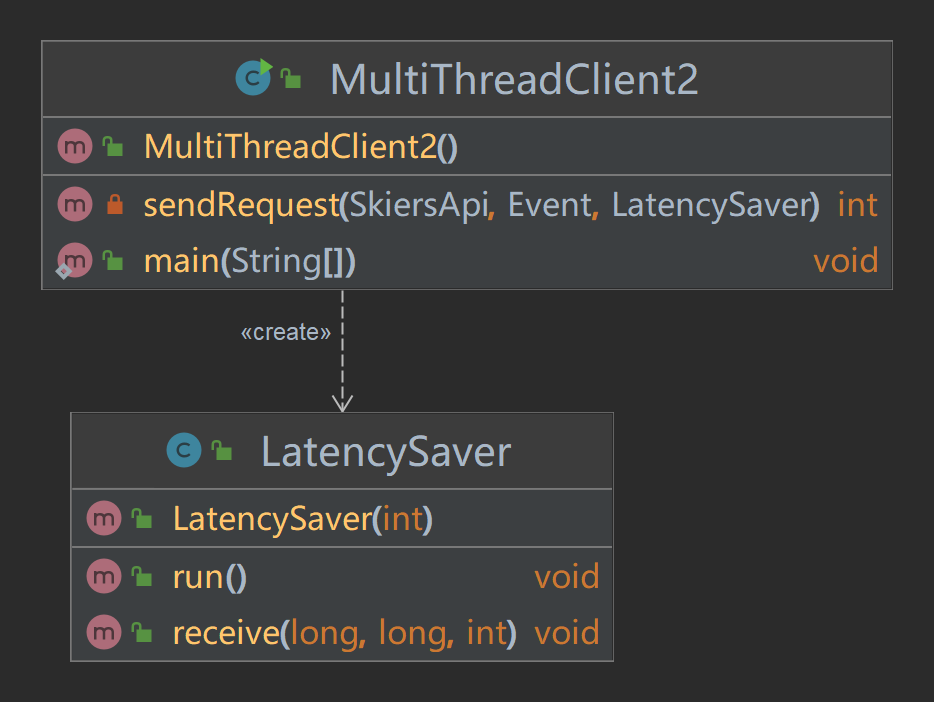 MultiThreadClient2
MultiThreadClient2()
sendRequest(SkiersApi, Event, LatencySaver) int
main(String[]) void
«create»
LatencySaver
LatencySaver(int)
run() void
receive(long, long, int) void